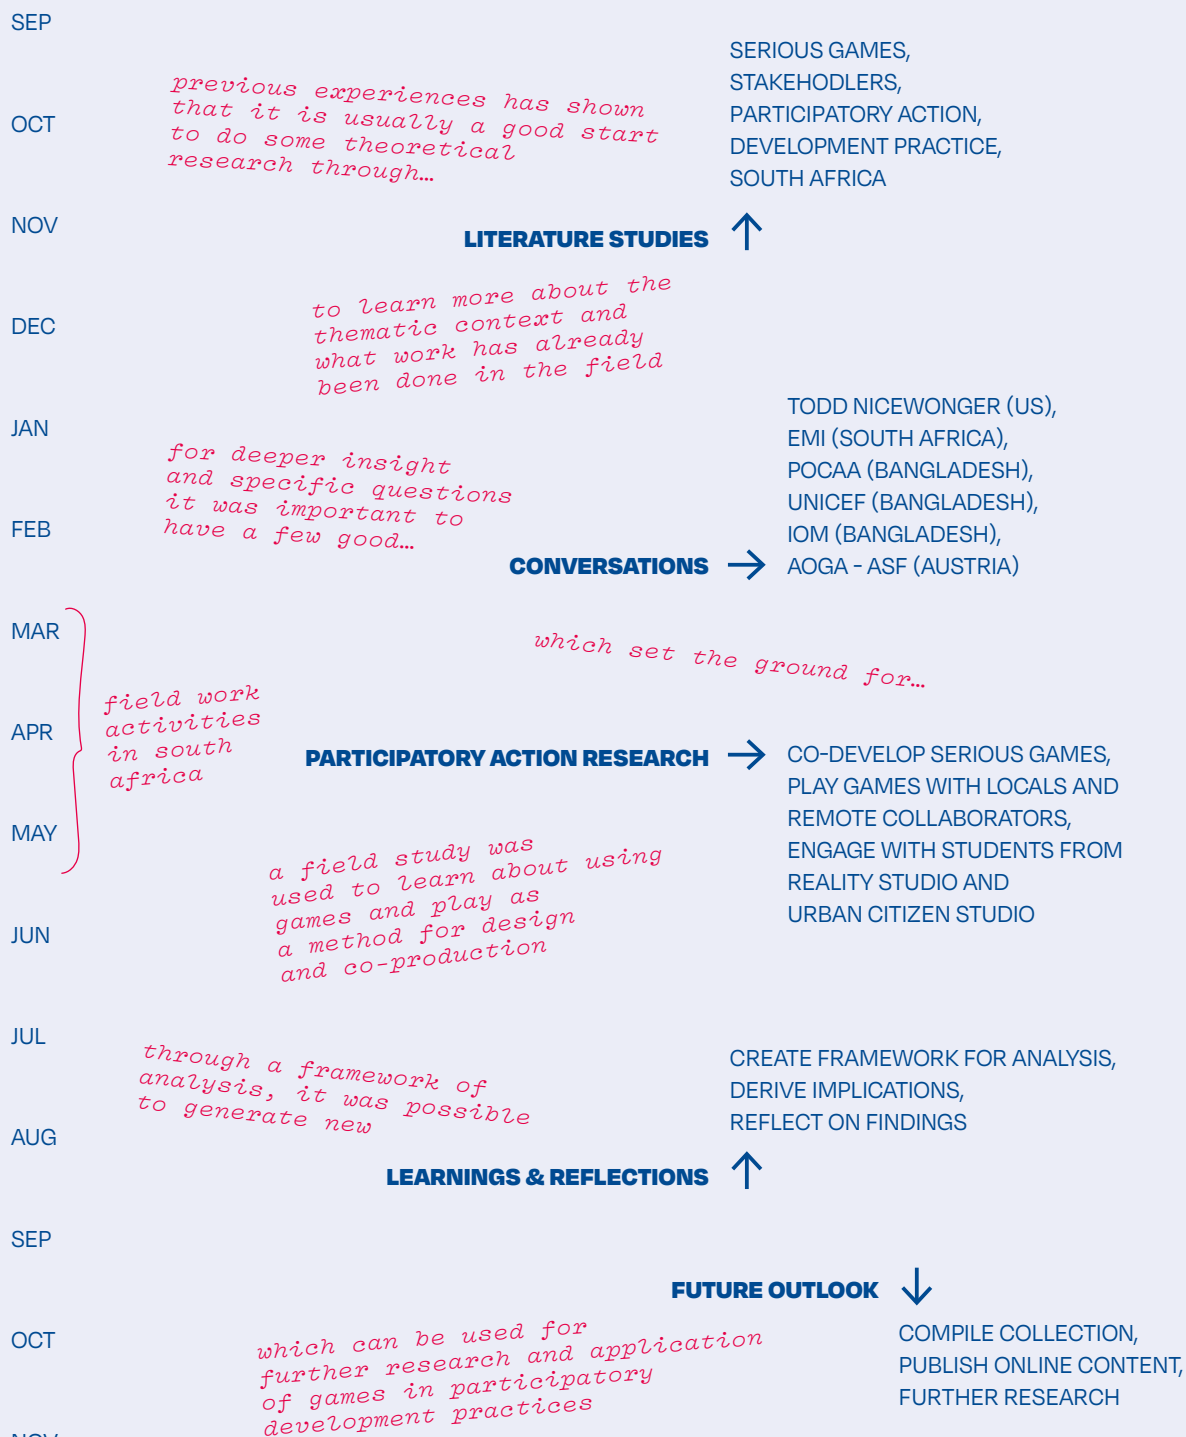 SEP
SERIOUS GAMES,
STAKEHODLERS,
PARTICIPATORY ACTION,
DEVELOPMENT PRACTICE,
SOUTH AFRICA
previous experiences has shown
that it is usually a good start
to do some theoretical
research through…
OCT
NOV
LITERATURE STUDIES
to learn more about the
thematic context and
what work has already
been done in the field
DEC
JAN
for deeper insight
and specific questions
it was important to
have a few good…
FEB
CONVERSATIONS
TODD NICEWONGER (US),
EMI (SOUTH AFRICA),
POCAA (BANGLADESH),
UNICEF (BANGLADESH),
IOM (BANGLADESH),
AOGA - ASF (AUSTRIA)
MAR
which set the ground for…
field work
activities
in south
africa
APR
PARTICIPATORY ACTION RESEARCH
CO-DEVELOP SERIOUS GAMES,
PLAY GAMES WITH LOCALS AND
REMOTE COLLABORATORS,
ENGAGE WITH STUDENTS FROM
REALITY STUDIO AND
URBAN CITIZEN STUDIO
MAY
a field study was
used to learn about using
games and play as
a method for design
and co-production
JUN
JUL
through a framework of
analysis, it was possible
to generate new
CREATE FRAMEWORK FOR ANALYSIS,
DERIVE IMPLICATIONS,
REFLECT ON FINDINGS
AUG
LEARNINGS & REFLECTIONS
SEP
FUTURE OUTLOOK
OCT
which can be used for
further research and application
of games in participatory
development practices
COMPILE COLLECTION,
PUBLISH ONLINE CONTENT,
FURTHER RESEARCH